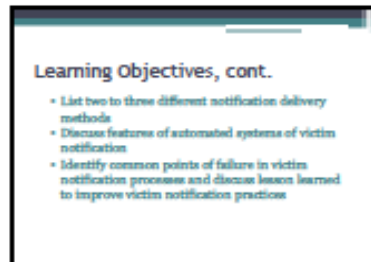 Learning Objectives, cont.
▪ List two to three different notification delivery
methods
▪ Discuss features of automated systems of victim
notification
▪ Identify common points of failure in victim
notification processes and discuss lesson learned
to improve victim notification practices